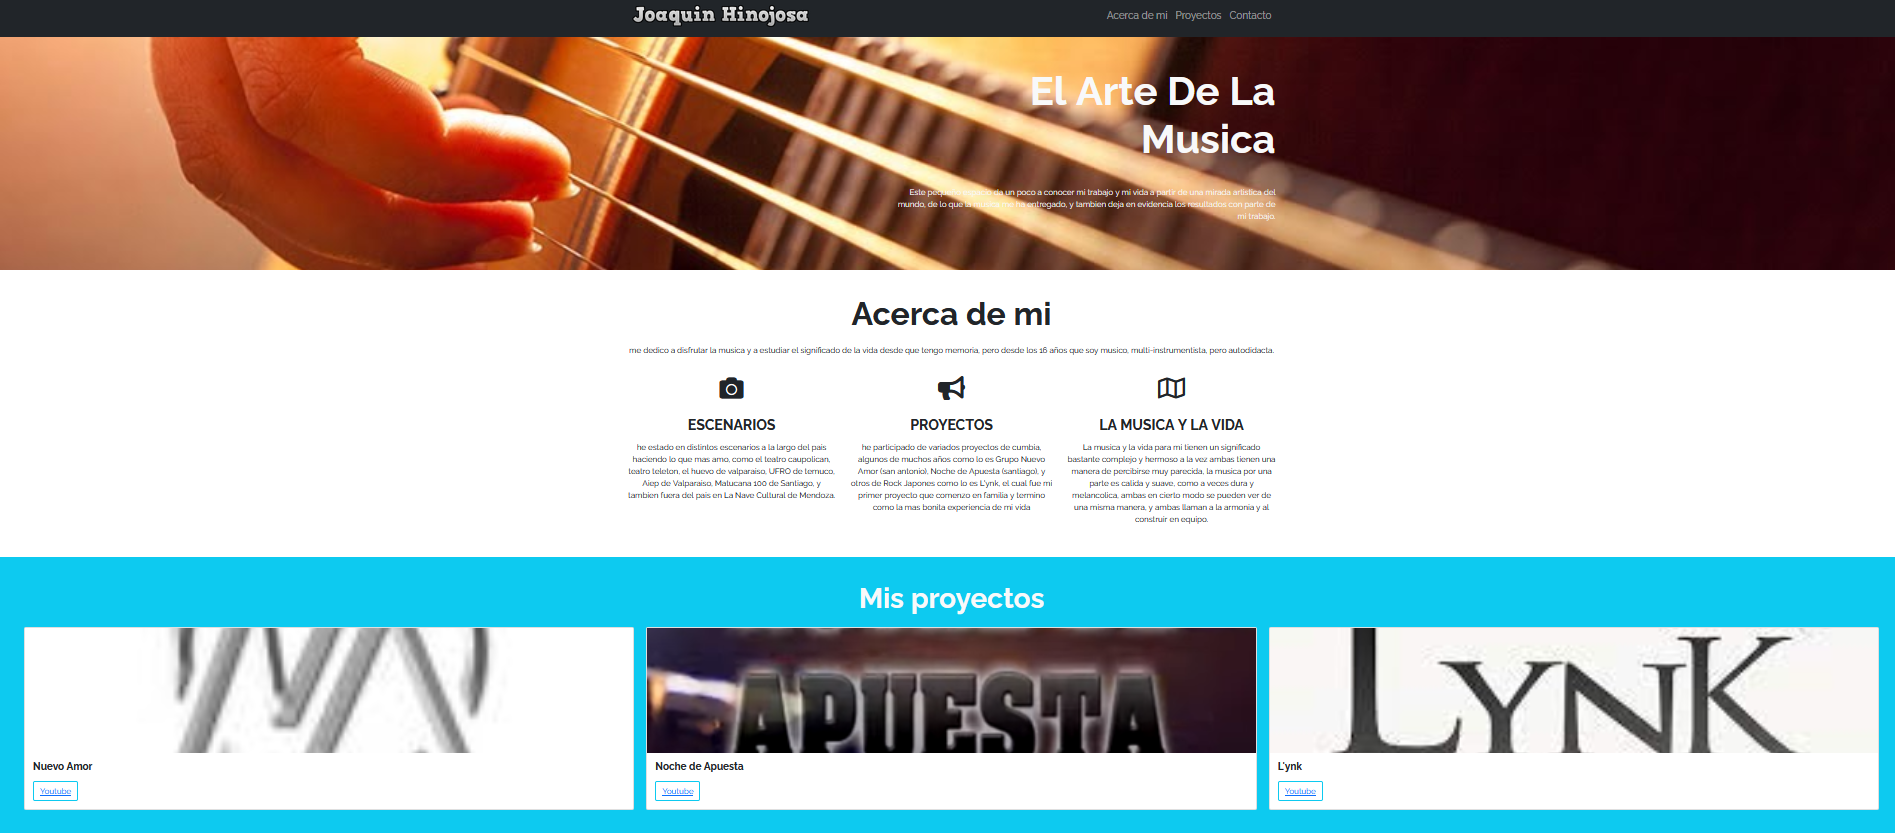 Joaquin Hinojosa
Acerca de mi Proyectos Contacto
El Arte De La
Musica
Este pequeño espacio da un poco a conocer mi trabajo y mi vida a partir de una mirada artistica del
mundo, de lo que la musica me ha entregado, y tambien deja en evidencia los resultados con parte de
mi trabajo.
Acerca de mi
me dedico a disfrutar la musica y a estudiar el significado de la vida desde que tengo memoria, pero desde los 16 años que soy musico, multi-instrumentista, pero autodidacta.
ESCENARIOS
he estado en distintos escenarios a la largo del pais
haciendo lo que mas amo, como el teatro caupolican,
teatro teleton, el huevo de valparaiso, UFRO de temuco,
Aiep de Valparaiso, Matucana 100 de Santiago, y
tambien fuera del pais en La Nave Cultural de Mendoza.
PROYECTOS
he participado de variados proyectos de cumbia,
algunos de muchos años como lo es Grupo Nuevo
Amor (san antonio), Noche de Apuesta (santiago), y
otros de Rock Japones como lo es L'ynk, el cual fue mi
primer proyecto que comenzo en familia y termino
como la mas bonita experiencia de mi vida
LA MUSICA Y LA VIDA
La musica y la vida para mi tienen un significado
bastante complejo y hermoso a la vez ambas tienen una
manera de percibirse muy parecida, la musica por una
parte es calida y suave, como a veces dura y
melancolica, ambas en cierto modo se pueden ver de
una misma manera, y ambas llaman a la armonia y al
construir en equipo.
Mis proyectos
APUESTA
LYNK
Nuevo Amor
Youtube
Noche de Apuesta
Youtube
L'ynk
Youtube